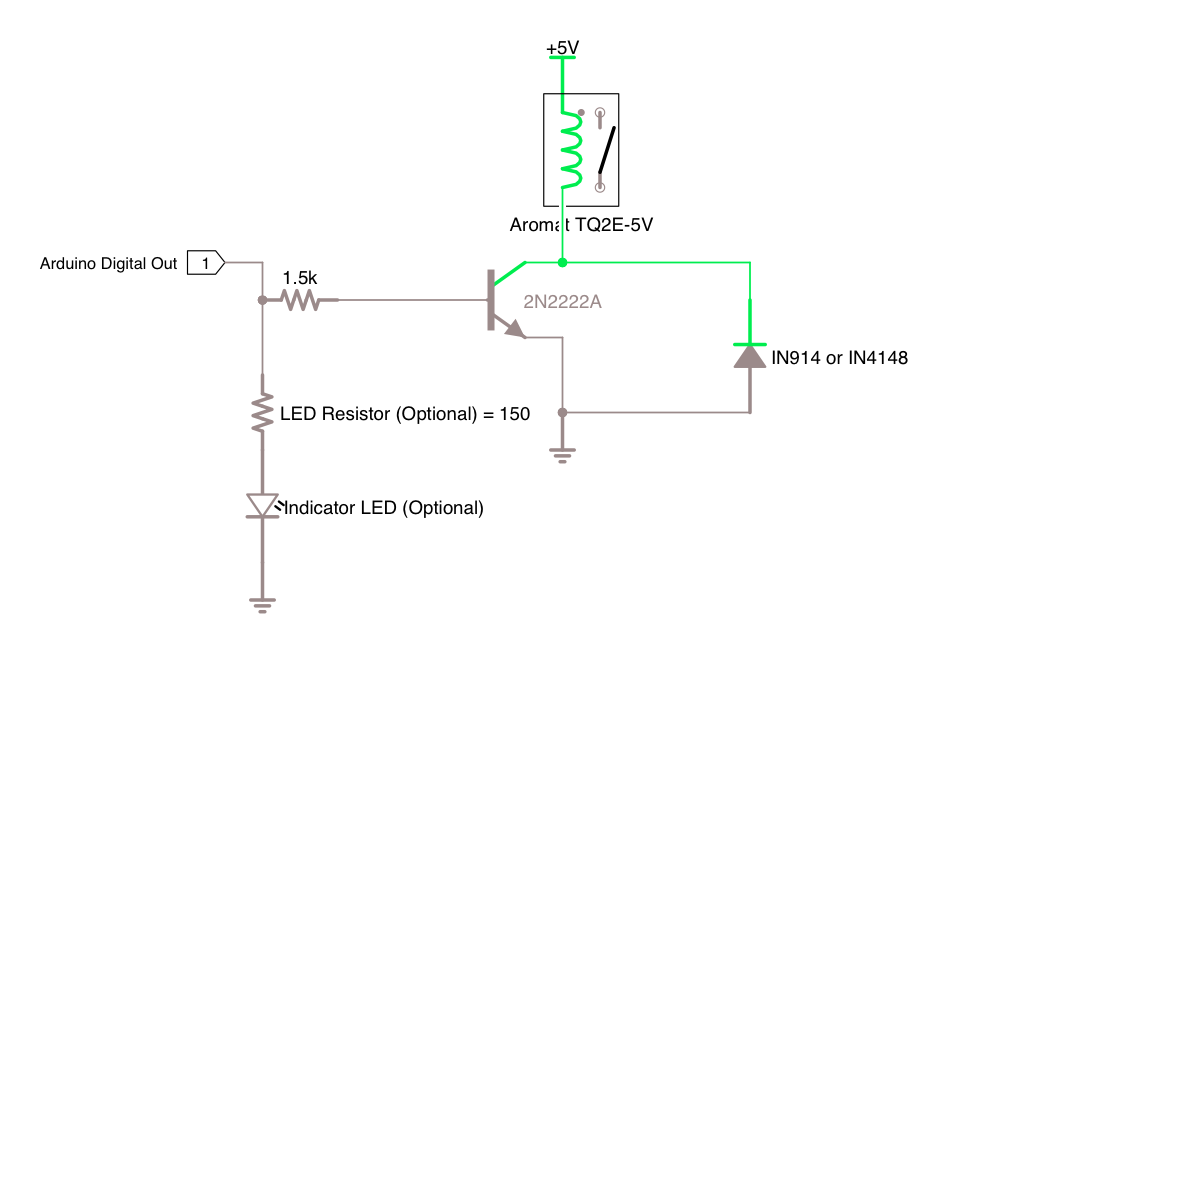 +5V
Aromat TQ2E-5V
Arduino Digital Out
1
1.5k
2N2222A
IN914 or IN4148
LED Resistor (Optional) = 150
Indicator LED (Optional)